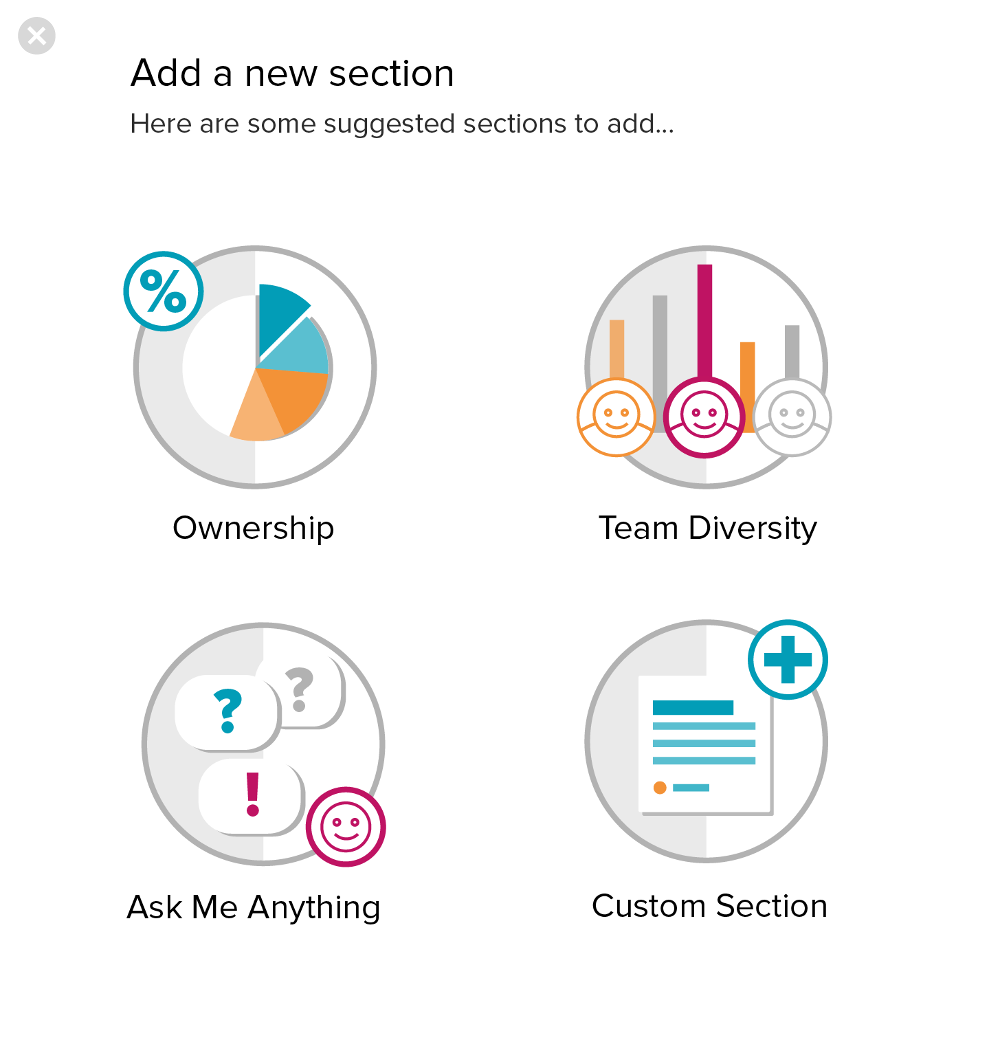 Add a new section
Here are some suggested sections to add...
%
Ownership
Team Diversity
?
?
!
Ask Me Anything
Custom Section